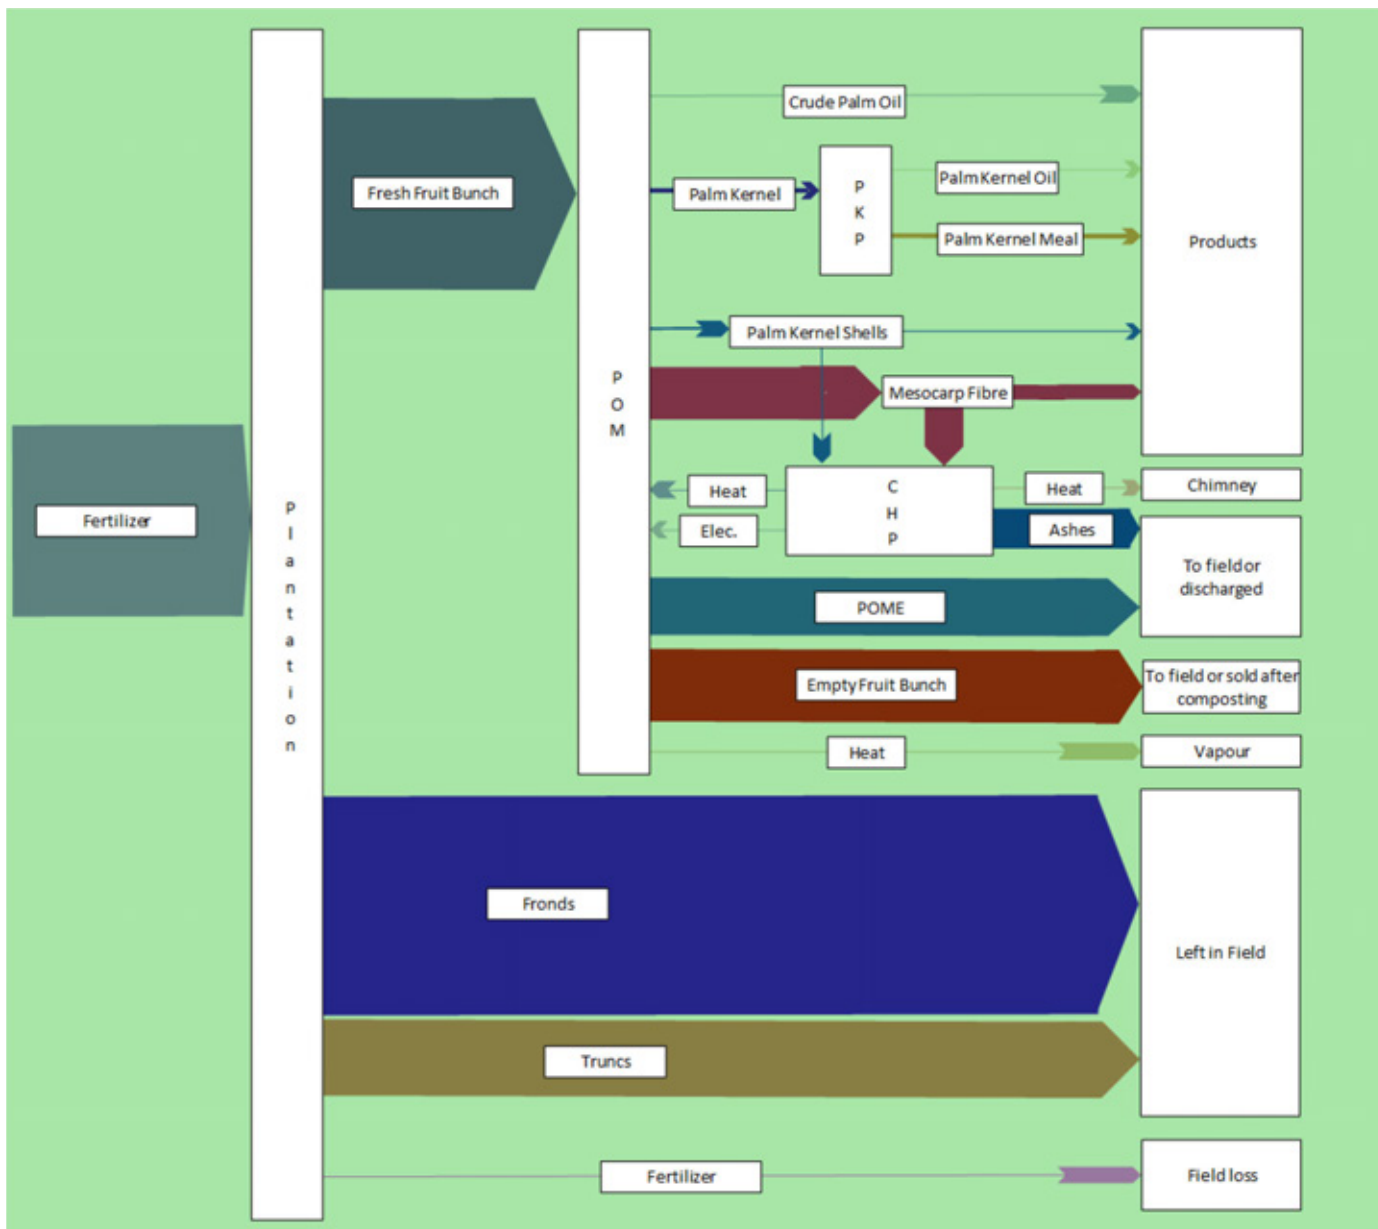 Crude Palm Oil
Fresh Fruit Bunch
Palm Kernel
P
K
P
Palm Kernel Oil
Palm Kernel Meal
Products
Palm Kernel Shells
P
O
M
Mesocarp Fibre
Fertilizer
P
l
a
n
t
a
t
i
o
n
Heat
Elec.
C
H
P
Heat
Chimney
Ashes
To field or
discharged
POME
Empty Fruit Bunch
To field or sold after
composting
Heat
Vapour
Fronds
Left in Field
Truncs
Fertilizer
Field loss